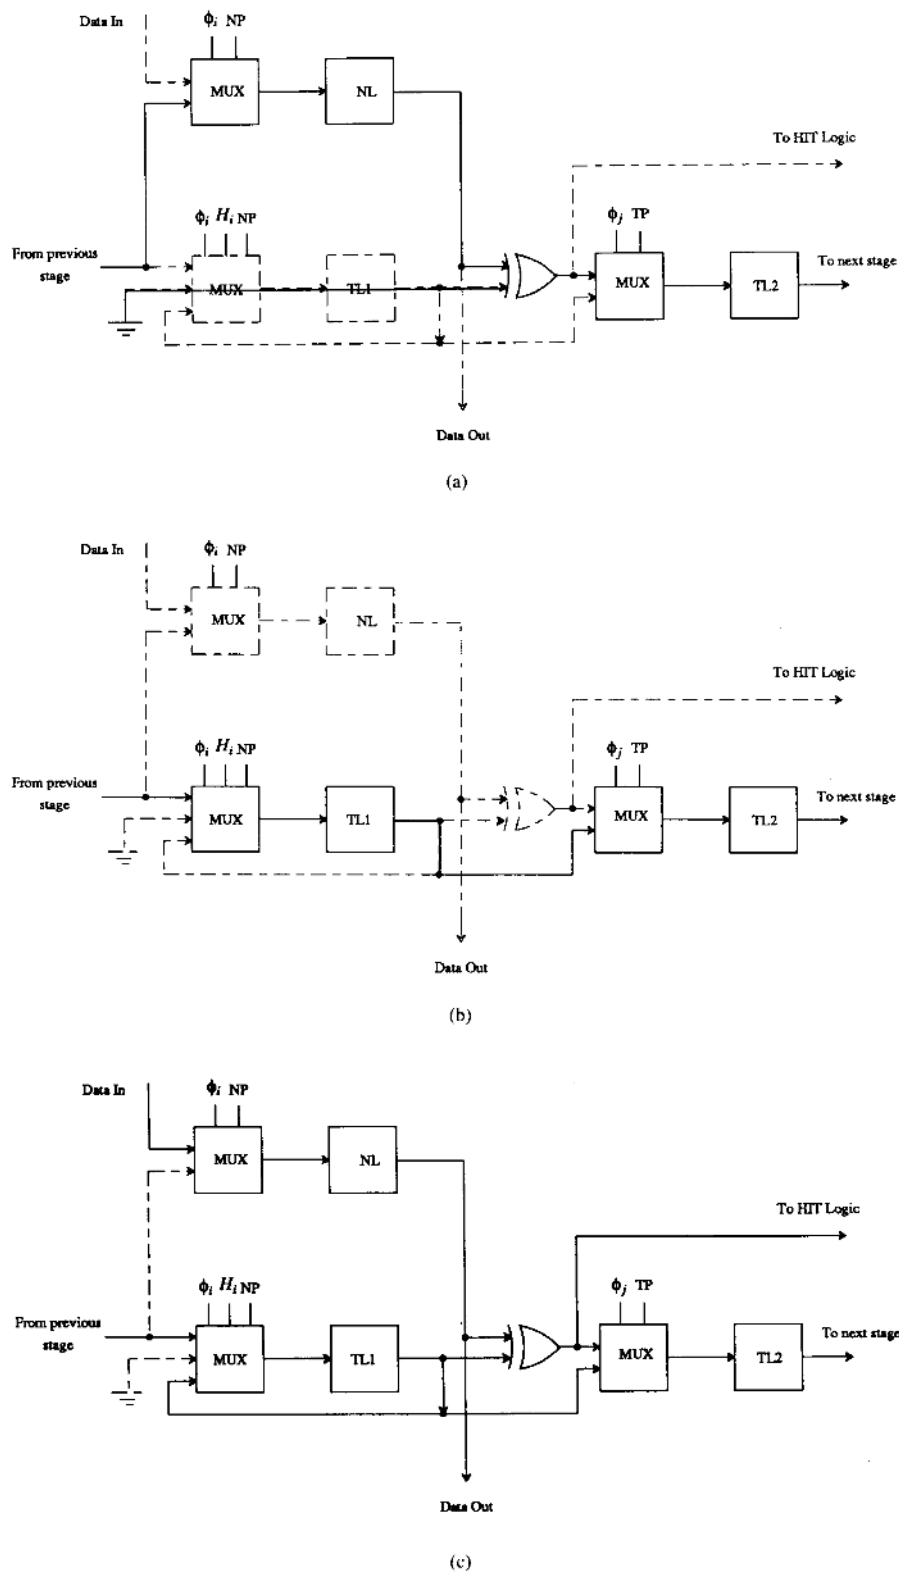 Data In
ϕi NP
MUX
NL
To HIT Logic
ϕi Hi NP
ϕj TP
From previous
stage
MUX
TL1
MUX
TL2
To next stage
Data Out
(a)
Data In
ϕi NP
MUX
NL
To HIT Logic
ϕi Hi NP
ϕj TP
From previous
stage
MUX
TL1
MUX
TL2
To next stage
Data Out
(b)
Data In
ϕi NP
MUX
NL
To HIT Logic
ϕi Hi NP
ϕj TP
From previous
stage
MUX
TL1
MUX
TL2
To next stage
Data Out
(c)